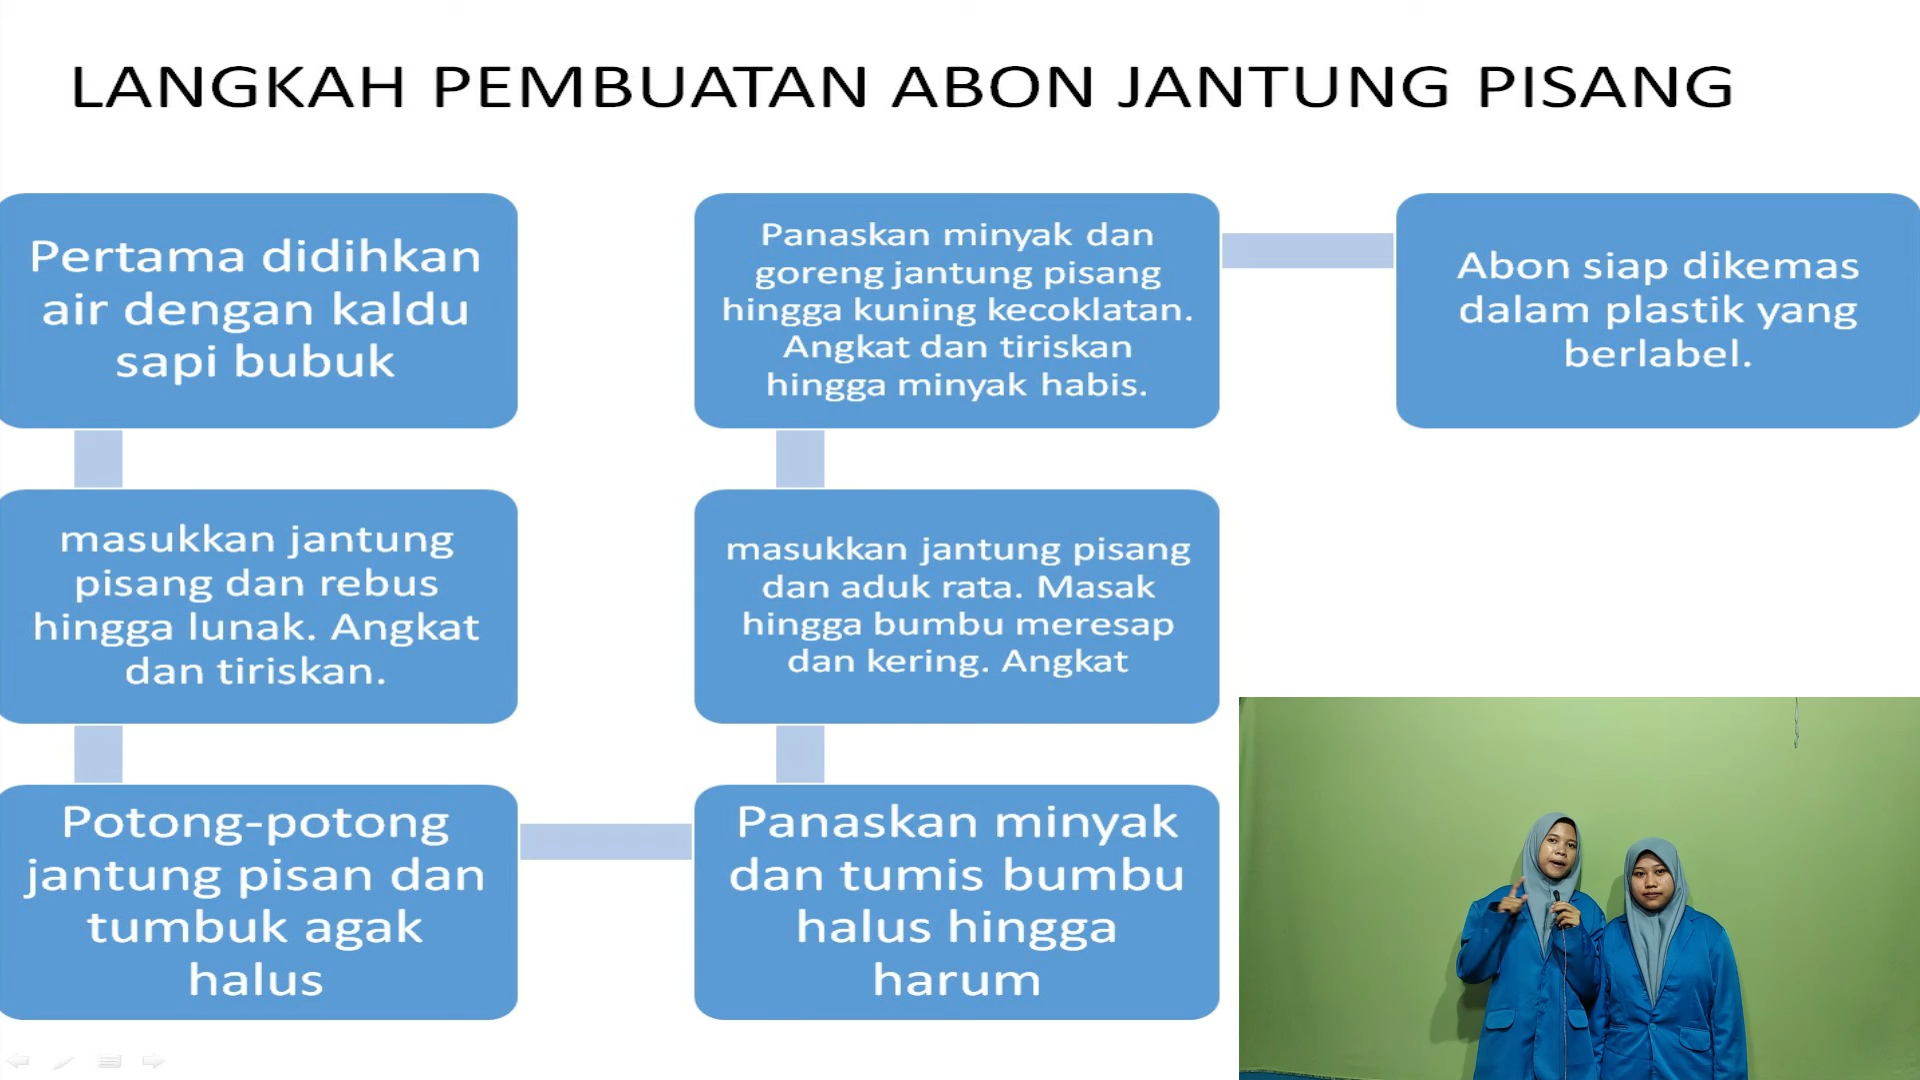 LANGKAH PEMBUATAN ABON JANTUNG PISANG
Pertama didihkan
air dengan kaldu
sapi bubuk
masukkan jantung
pisang dan rebus
hingga lunak. Angkat
dan tiriskan.
Potong-potong
jantung pisan dan
tumbuk agak
halus
Panaskan minyak
dan tumis bumbu
halus hingga
harum
masukkan jantung pisang
dan aduk rata. Masak
hingga bumbu meresap
dan kering. Angkat
Panaskan minyak dan
goreng jantung pisang
hingga kuning kecoklatan.
Angkat dan tiriskan
hingga minyak habis.
Abon siap dikemas
dalam plastik yang
berlabel.